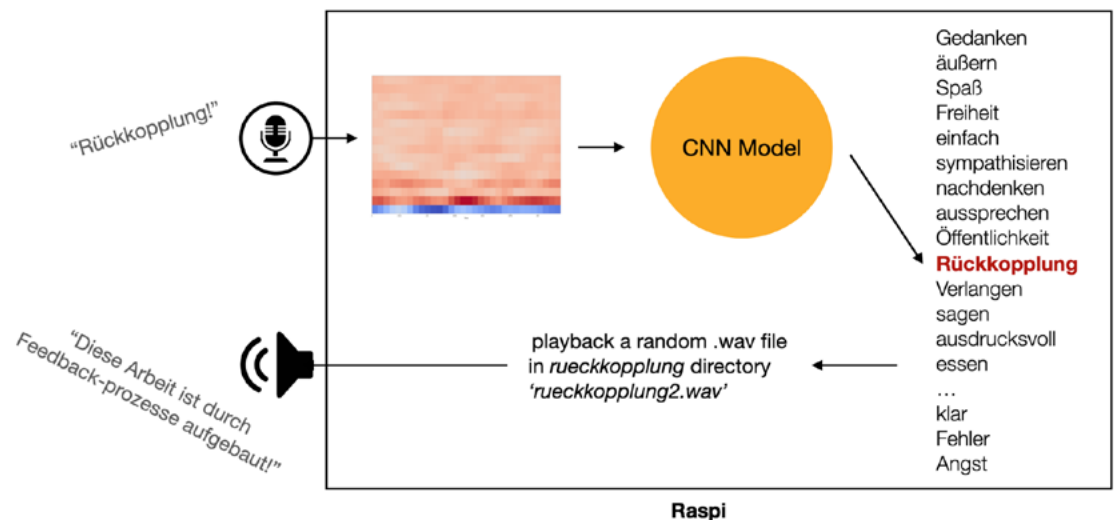 “Rückkopplung!”
CNN Model
Gedanken
äußern
Spaß
Freiheit
einfach
sympathisieren
nachdenken
aussprechen
Öffentlichkeit
Rückkopplung
Verlangen
sagen
ausdrucksvoll
essen
…
klar
Fehler
Angst
playback a random .wav file
in rueckkopplung directory
‘rueckkopplung2.wav’
“Diese Arbeit ist durch
Feedback-prozesse aufgebaut!”
Raspi